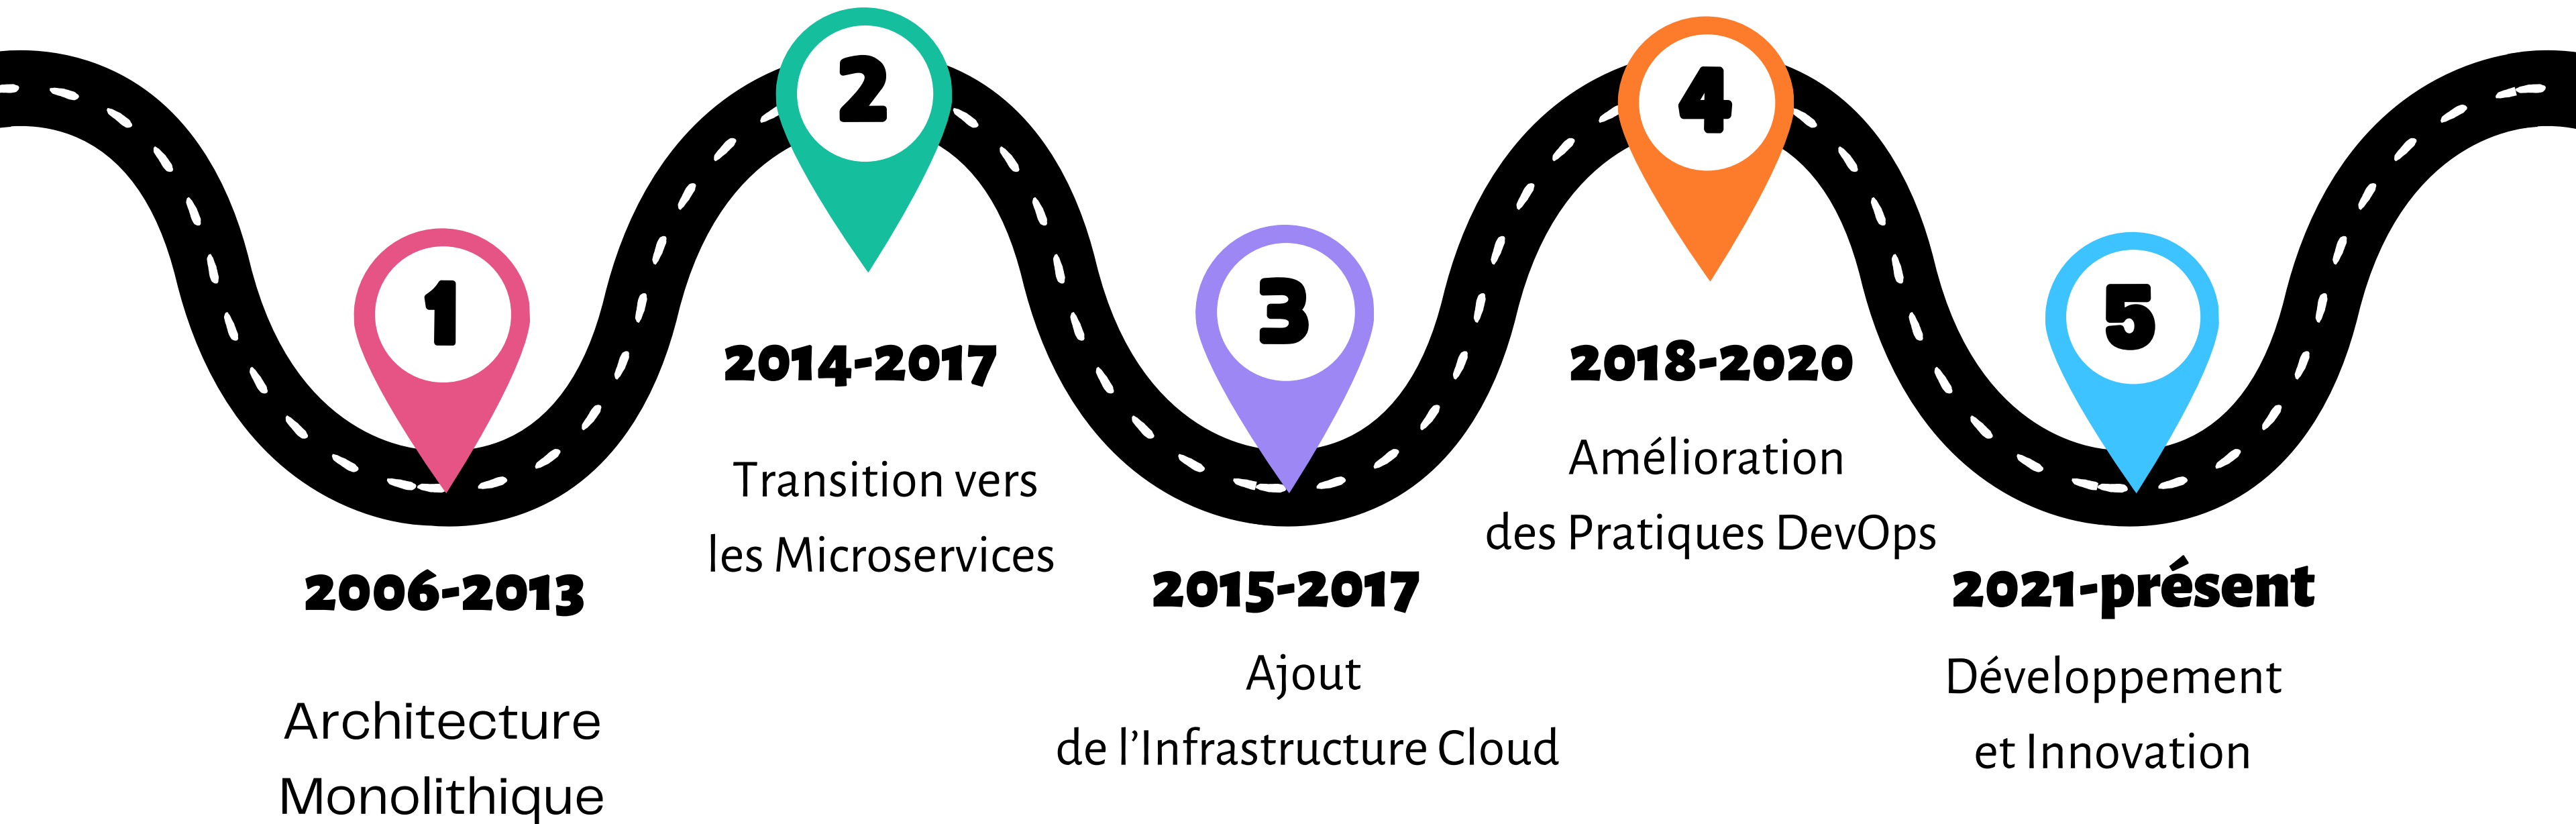 1
2006-2013
Architecture
Monolithique
2
2014-2017
Transition vers
les Microservices
3
2015-2017
Ajout
de l’Infrastructure Cloud
4
2018-2020
Amélioration
des Pratiques DevOps
5
2021-présent
Développement
et Innovation